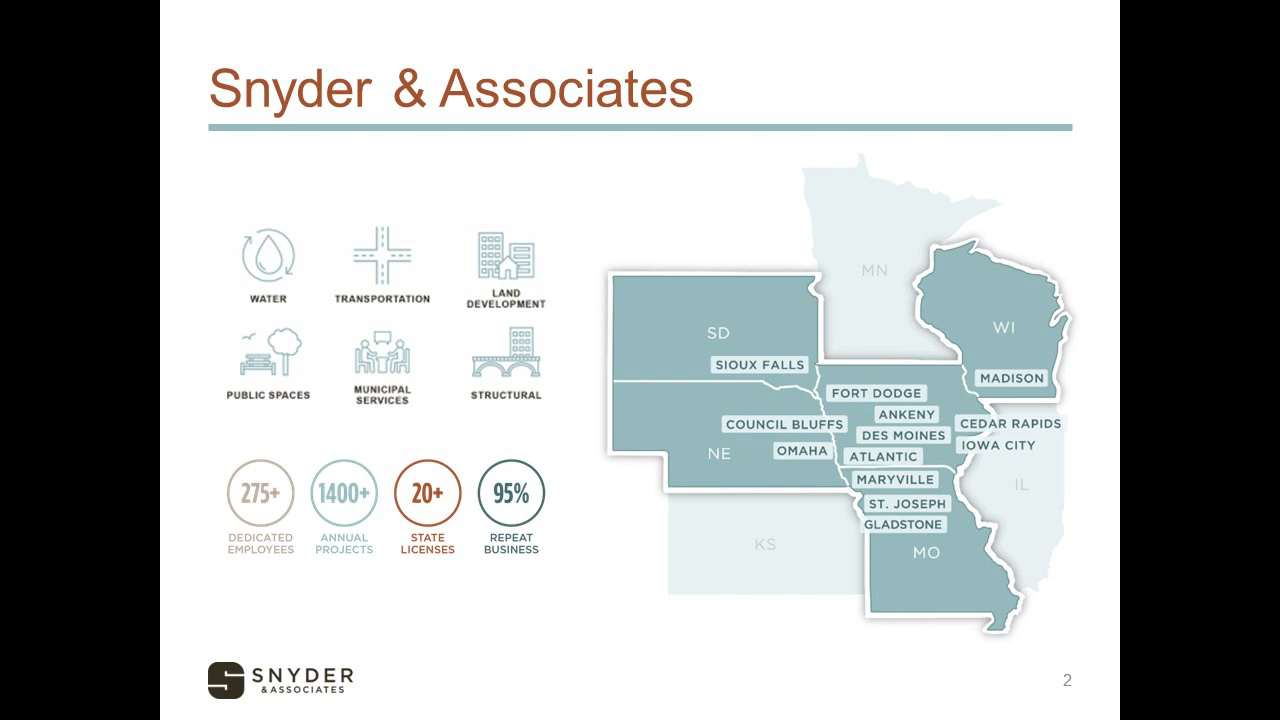 Snyder & Associates
WATER
TRANSPORTATION
LAND
DEVELOPMENT
PUBLIC SPACES
MUNICIPAL
SERVICES
STRUCTURAL
275+
DEDICATED
EMPLOYEES
1400+
ANNUAL
PROJECTS
20+
STATE
LICENSES
95%
REPEAT
BUSINESS
MN
WI
SD
SIOUX FALLS
MADISON
FORT DODGE
ANKENY
COUNCIL BLUFFS
CEDAR RAPIDS
DES MOINES
IOWA CITY
NE
OMAHA
ATLANTIC
MARYVILLE
IL
ST. JOSEPH
GLADSTONE
KS
MO
SNYDER
& ASSOCIATES
2